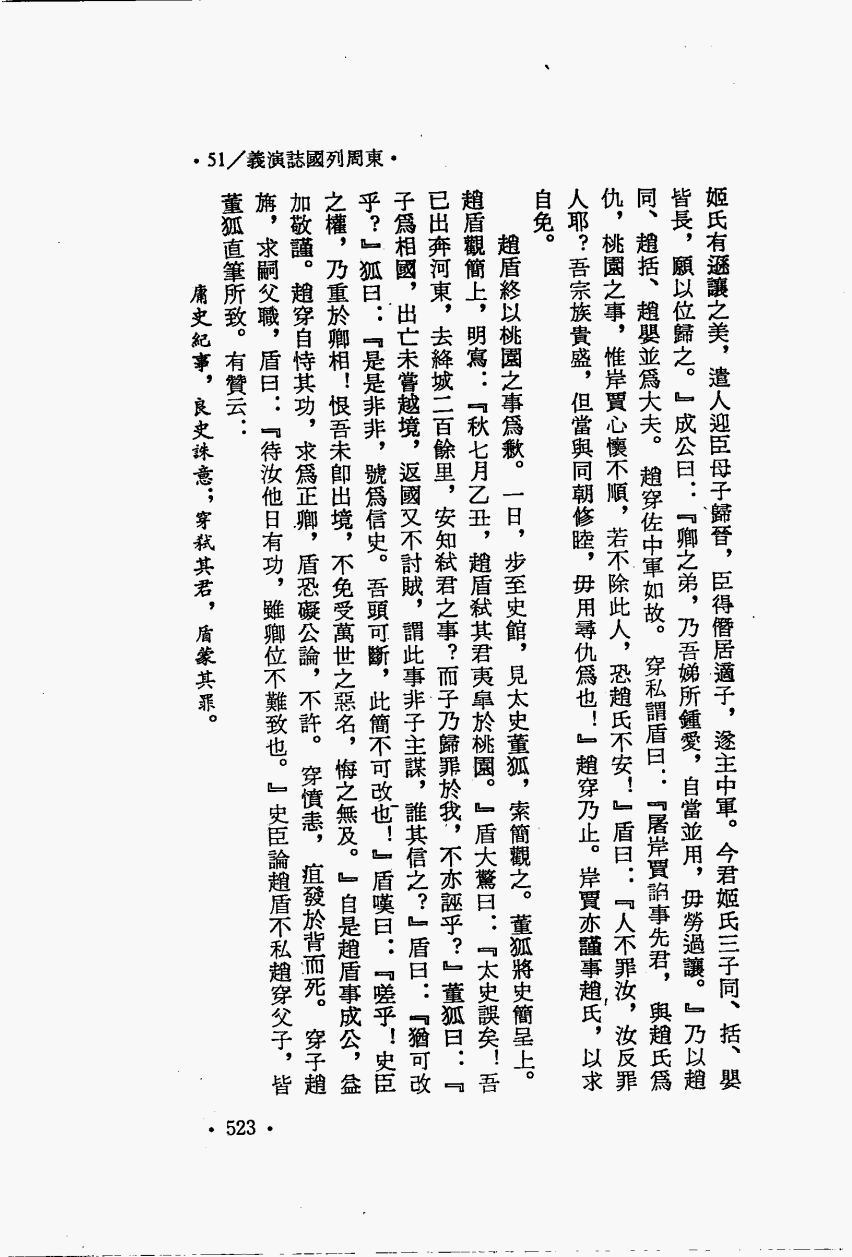 •51／義演誌國列周東•
姬氏有遜讓之美，遣人迎臣母子歸晉，臣得僭居適子，遂主中軍。今君姬氏三子同、括、嬰
皆長，願以位歸之。』成公曰：『卿之弟，乃吾娣所鍾愛，自當並用，毋勞過讓。』乃以趙
同、趙括、趙嬰並爲大夫。趙穿佐中軍如故。穿私謂盾曰：『屠岸賈諂事先君，與趙氏爲
仇，桃園之事，惟岸賈心懷不順，若不除此人，恐趙氏不安！』盾曰：『人不罪汝，汝反罪
人耶？吾宗族貴盛，但當與同朝修睦，毋用尋仇爲也！』趙穿乃止。岸賈亦謹事趙氏，以求
自免。
趙盾終以桃園之事爲歉。一日，步至史館，見太史董狐，索簡觀之。董狐將史簡呈上。
趙盾觀簡上，明寫：『秋七月乙丑，趙盾弒其君夷皐於桃園。』盾大驚曰：『太史誤矣！吾
已出奔河東，去絳城二百餘里，安知弒君之事？而子乃歸罪於我，不亦誣乎？』董狐曰：『
子爲相國，出亡未嘗越境，返國又不討賊，謂此事非子主謀，誰其信之？』盾曰：『猶可改
乎？』狐曰：『是是非非，號爲信史。吾頭可斷，此簡不可改也！』盾嘆曰：『嗟乎！史臣
之權，乃重於卿相！恨吾未卽出境，不免受萬世之惡名，悔之無及。』自是趙盾事成公，益
加敬謹。趙穿自恃其功，求爲正卿，盾恐礙公論，不許。穿憤恚，疽發於背而死。穿子趙
旃，求嗣父職，盾曰：『待汝他日有功，雖卿位不難致也。』史臣論趙盾不私趙穿父子，皆
董狐直筆所致。有贊云：
庸史紀事，良史誅意；穿弒其君，盾蒙其罪。
•523•